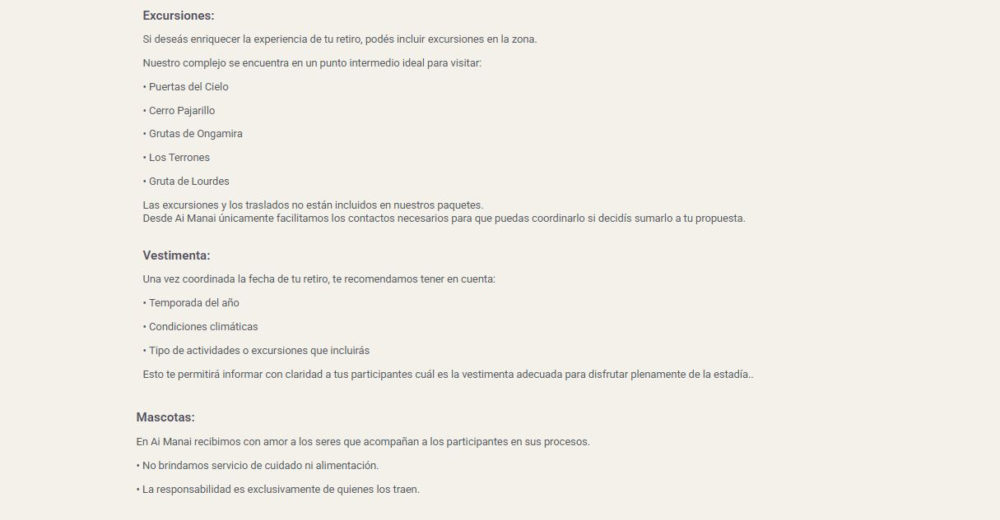 Excursiones:
Si deseás enriquecer la experiencia de tu retiro, podés incluir excursiones en la zona.
Nuestro complejo se encuentra en un punto intermedio ideal para visitar:
• Puertas del Cielo
• Cerro Pajarillo
• Grutas de Ongamira
• Los Terrones
• Gruta de Lourdes
Las excursiones y los traslados no están incluidos en nuestros paquetes.
Desde Ai Manai únicamente facilitamos los contactos necesarios para que puedas coordinarlo si decidís sumarlo a tu propuesta.
Vestimenta:
Una vez coordinada la fecha de tu retiro, te recomendamos tener en cuenta:
• Temporada del año
• Condiciones climáticas
• Tipo de actividades o excursiones que incluirás
Esto te permitirá informar con claridad a tus participantes cuál es la vestimenta adecuada para disfrutar plenamente de la estadía..
Mascotas:
En Ai Manai recibimos con amor a los seres que acompañan a los participantes en sus procesos.
• No brindamos servicio de cuidado ni alimentación.
• La responsabilidad es exclusivamente de quienes los traen.